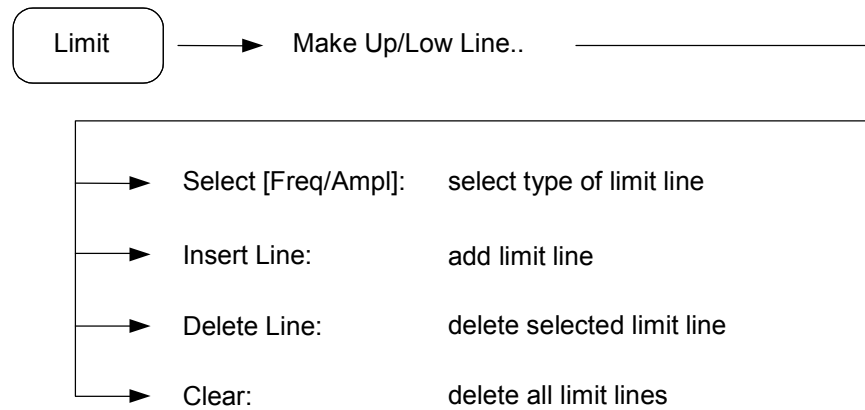 Limit Make Up/Low Line..
Select [Freq/Ampl]: select type of limit line
Insert Line: add limit line
Delete Line: delete selected limit line
Clear: delete all limit lines